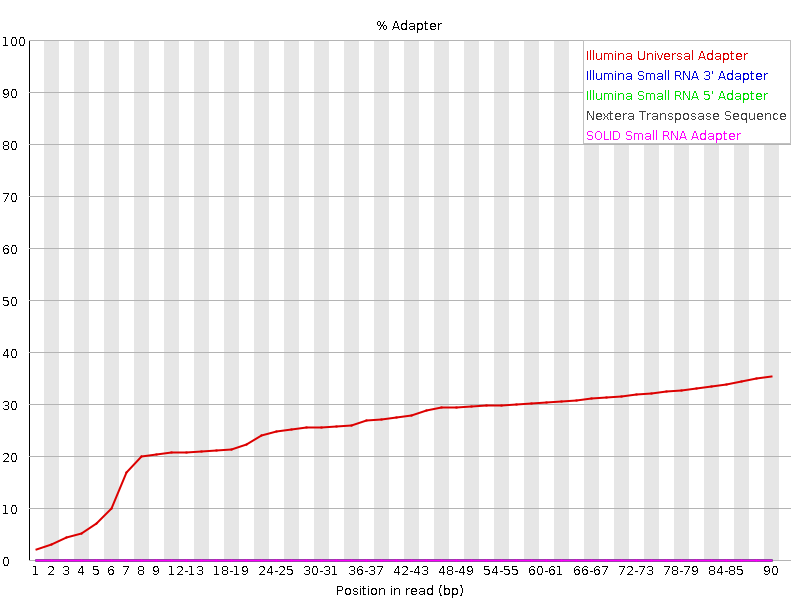 % Adapter
100
90
80
70
60
50
40
30
20
10
0
Illumina Universal Adapter
Illumina Small RNA 3' Adapter
Illumina Small RNA 5' Adapter
Nextera Transposase Sequence
SOLID Small RNA Adapter
1 2 3 4 5 6 7 8 9 12-13 18-19 24-25 30-31 36-37 42-43 48-49 54-55 60-61 66-67 72-73 78-79 84-85 90
Position in read (bp)